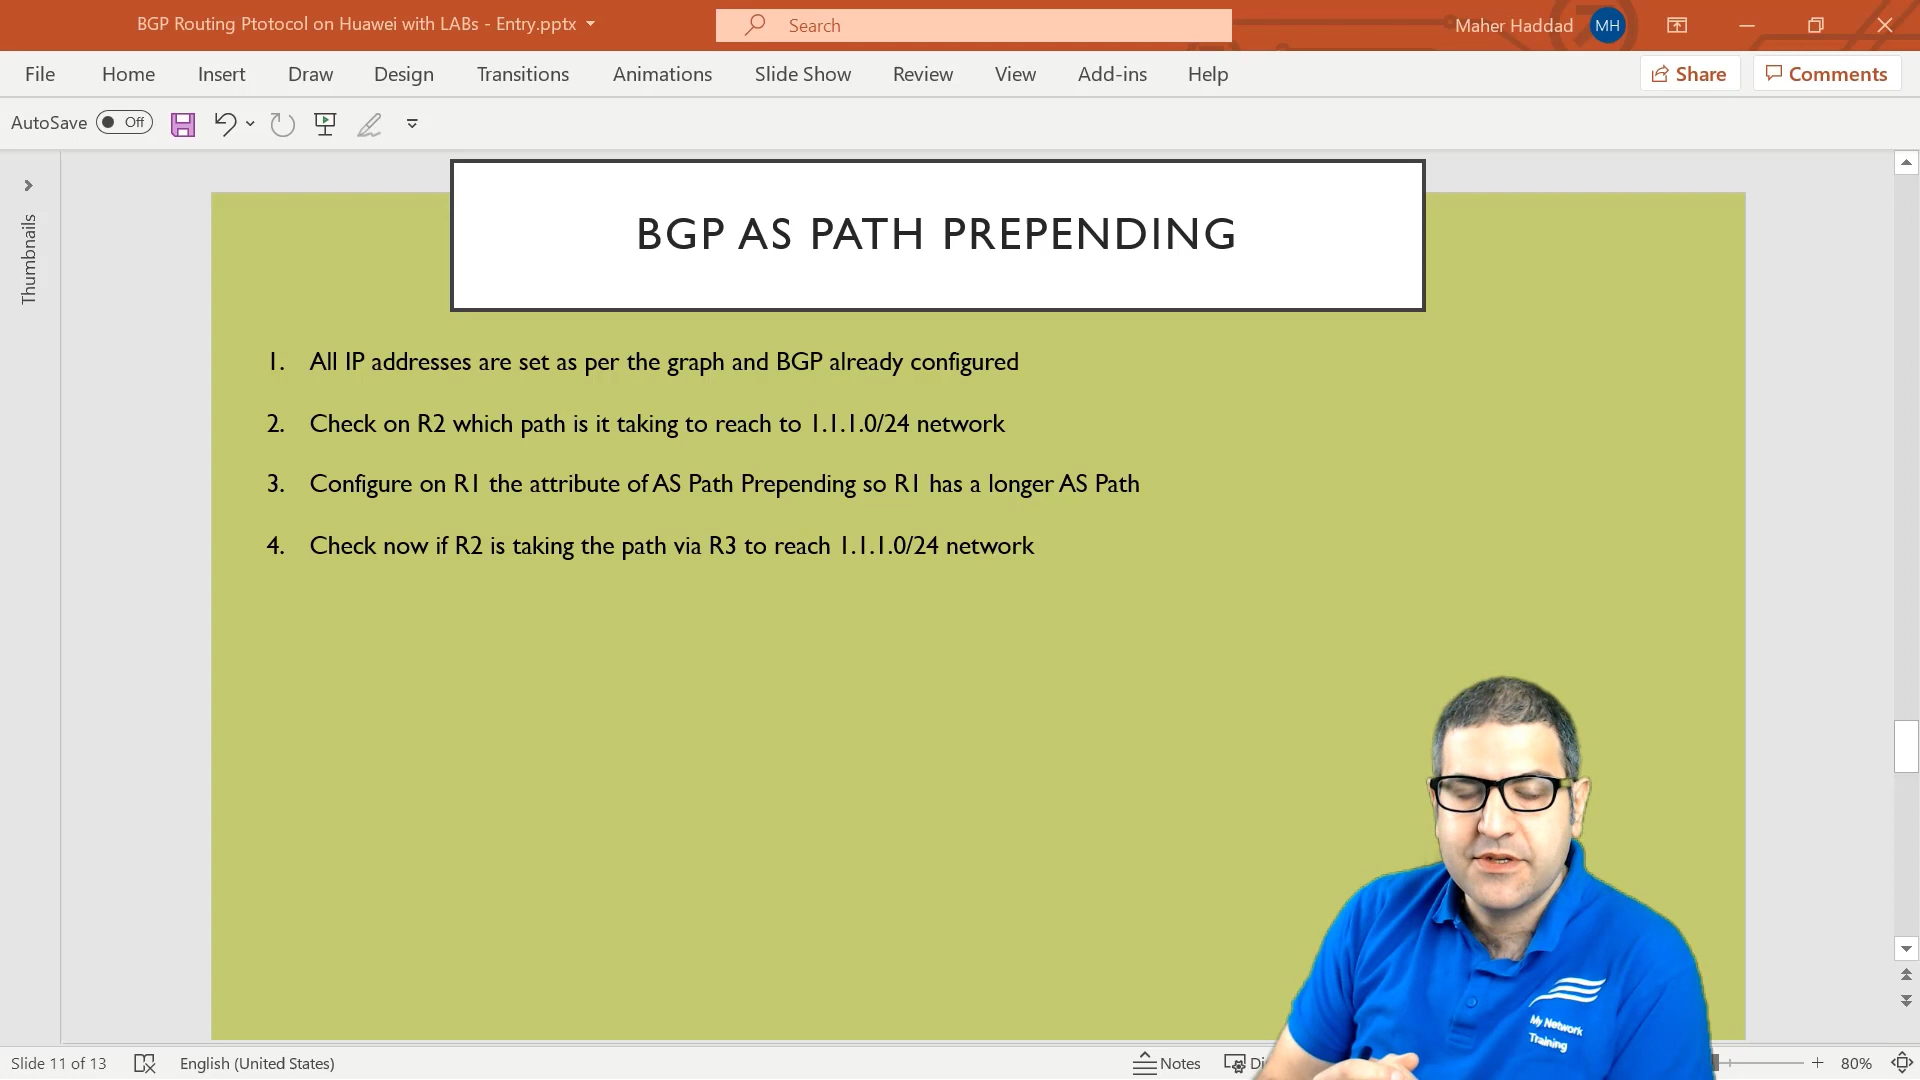 BGP Routing Ptotocol on Huawei with LABs - Entry.pptx
Search
Maher Haddad
MH
File Home Insert Draw Design Transitions Animations Slide Show Review View Add-ins Help
Share
Comments
AutoSave Off
Thumbnails
BGP AS PATH PREPENDING
1. All IP addresses are set as per the graph and BGP already configured
2. Check on R2 which path is it taking to reach to 1.1.1.0/24 network
3. Configure on R1 the attribute of AS Path Prepending so R1 has a longer AS Path
4. Check now if R2 is taking the path via R3 to reach 1.1.1.0/24 network
My Network
Training
Slide 11 of 13
English (United States)
Notes
80%